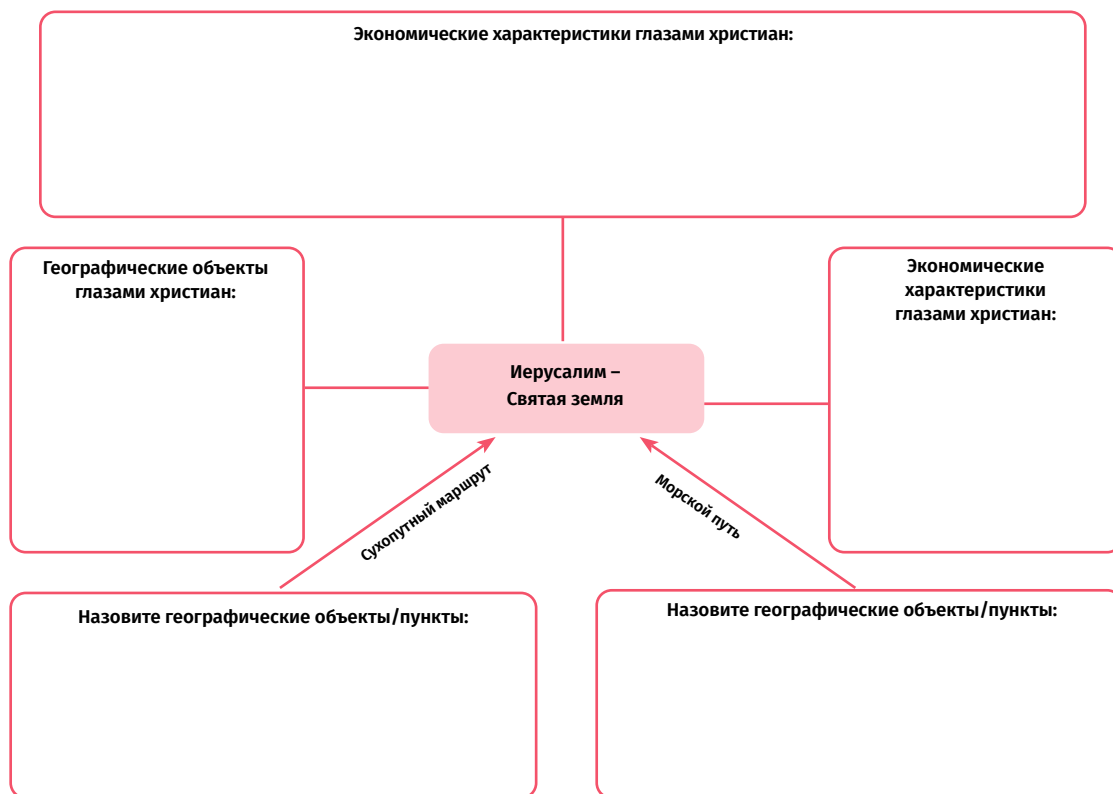 Экономические характеристики глазами христиан:
Географические объекты
глазами христиан:
Экономические
характеристики
глазами христиан:
Иерусалим –
Святая земля
Сухопутный маршрут
Морской путь
Назовите географические объекты/пункты:
Назовите географические объекты/пункты: